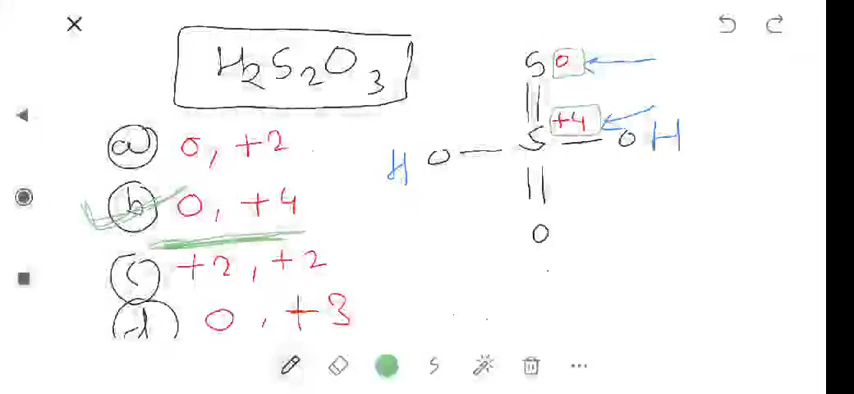 H2S2O3
a 0, +2
b 0, +4
c +2, +2
d 0, +3
S 0
+4
H O S O H
O